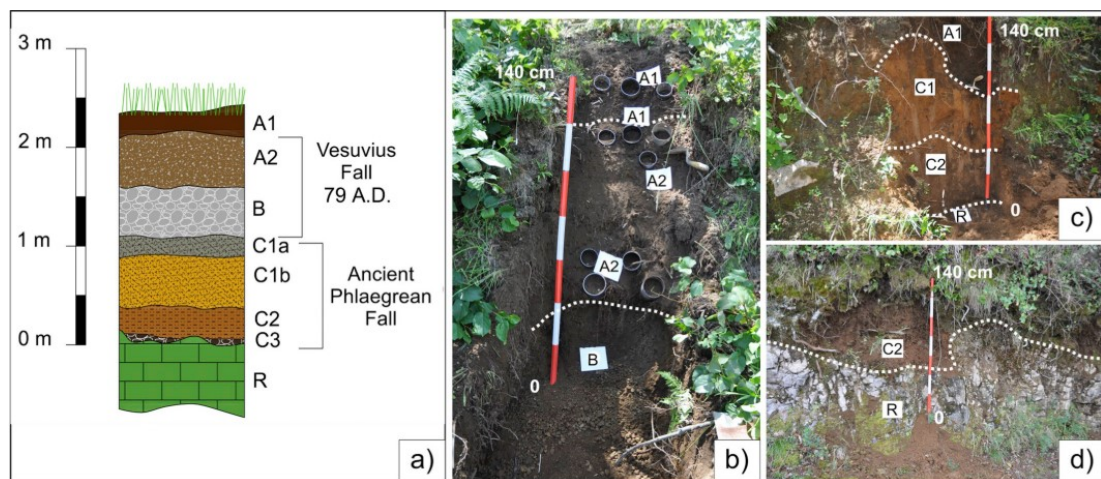 3 m
2 m
1 m
0 m
A1
A2
B
C1a
C1b
C2
C3
R
Vesuvius
Fall
79 A.D.
Ancient
Phlaegrean
Fall
a)
140 cm
A1
A1
A2
A2
B
0
b)
A1
140 cm
C1
C2
R
0
c)
140 cm
C2
R
0
d)